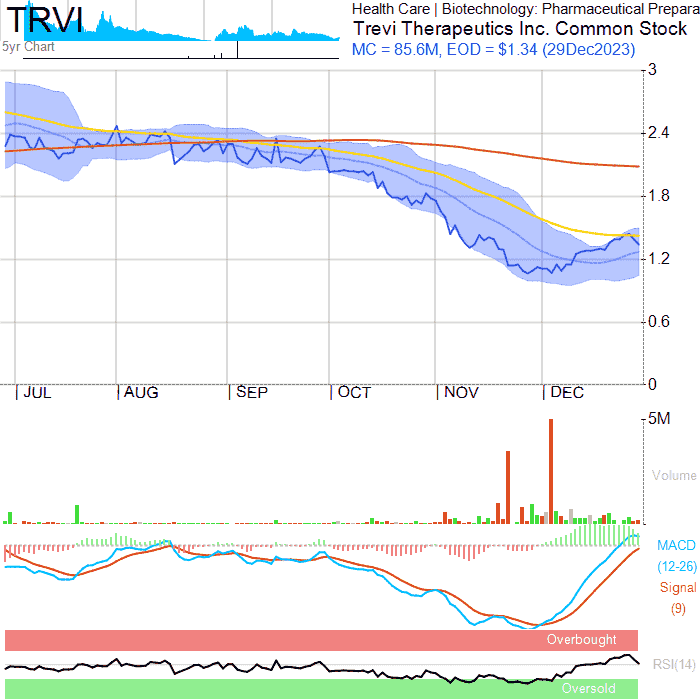 TRVI
Health Care | Biotechnology: Pharmaceutical Prepara
Trevi Therapeutics Inc. Common Stock
MC = 85.6M, EOD = $1.34 (29Dec2023)
5yr Chart
3
2.4
1.8
1.2
0.6
0
JUL
AUG
SEP
OCT
NOV
DEC
5M
Volume
MACD
(12-26)
Signal
(9)
Overbought
RSI(14)
Oversold